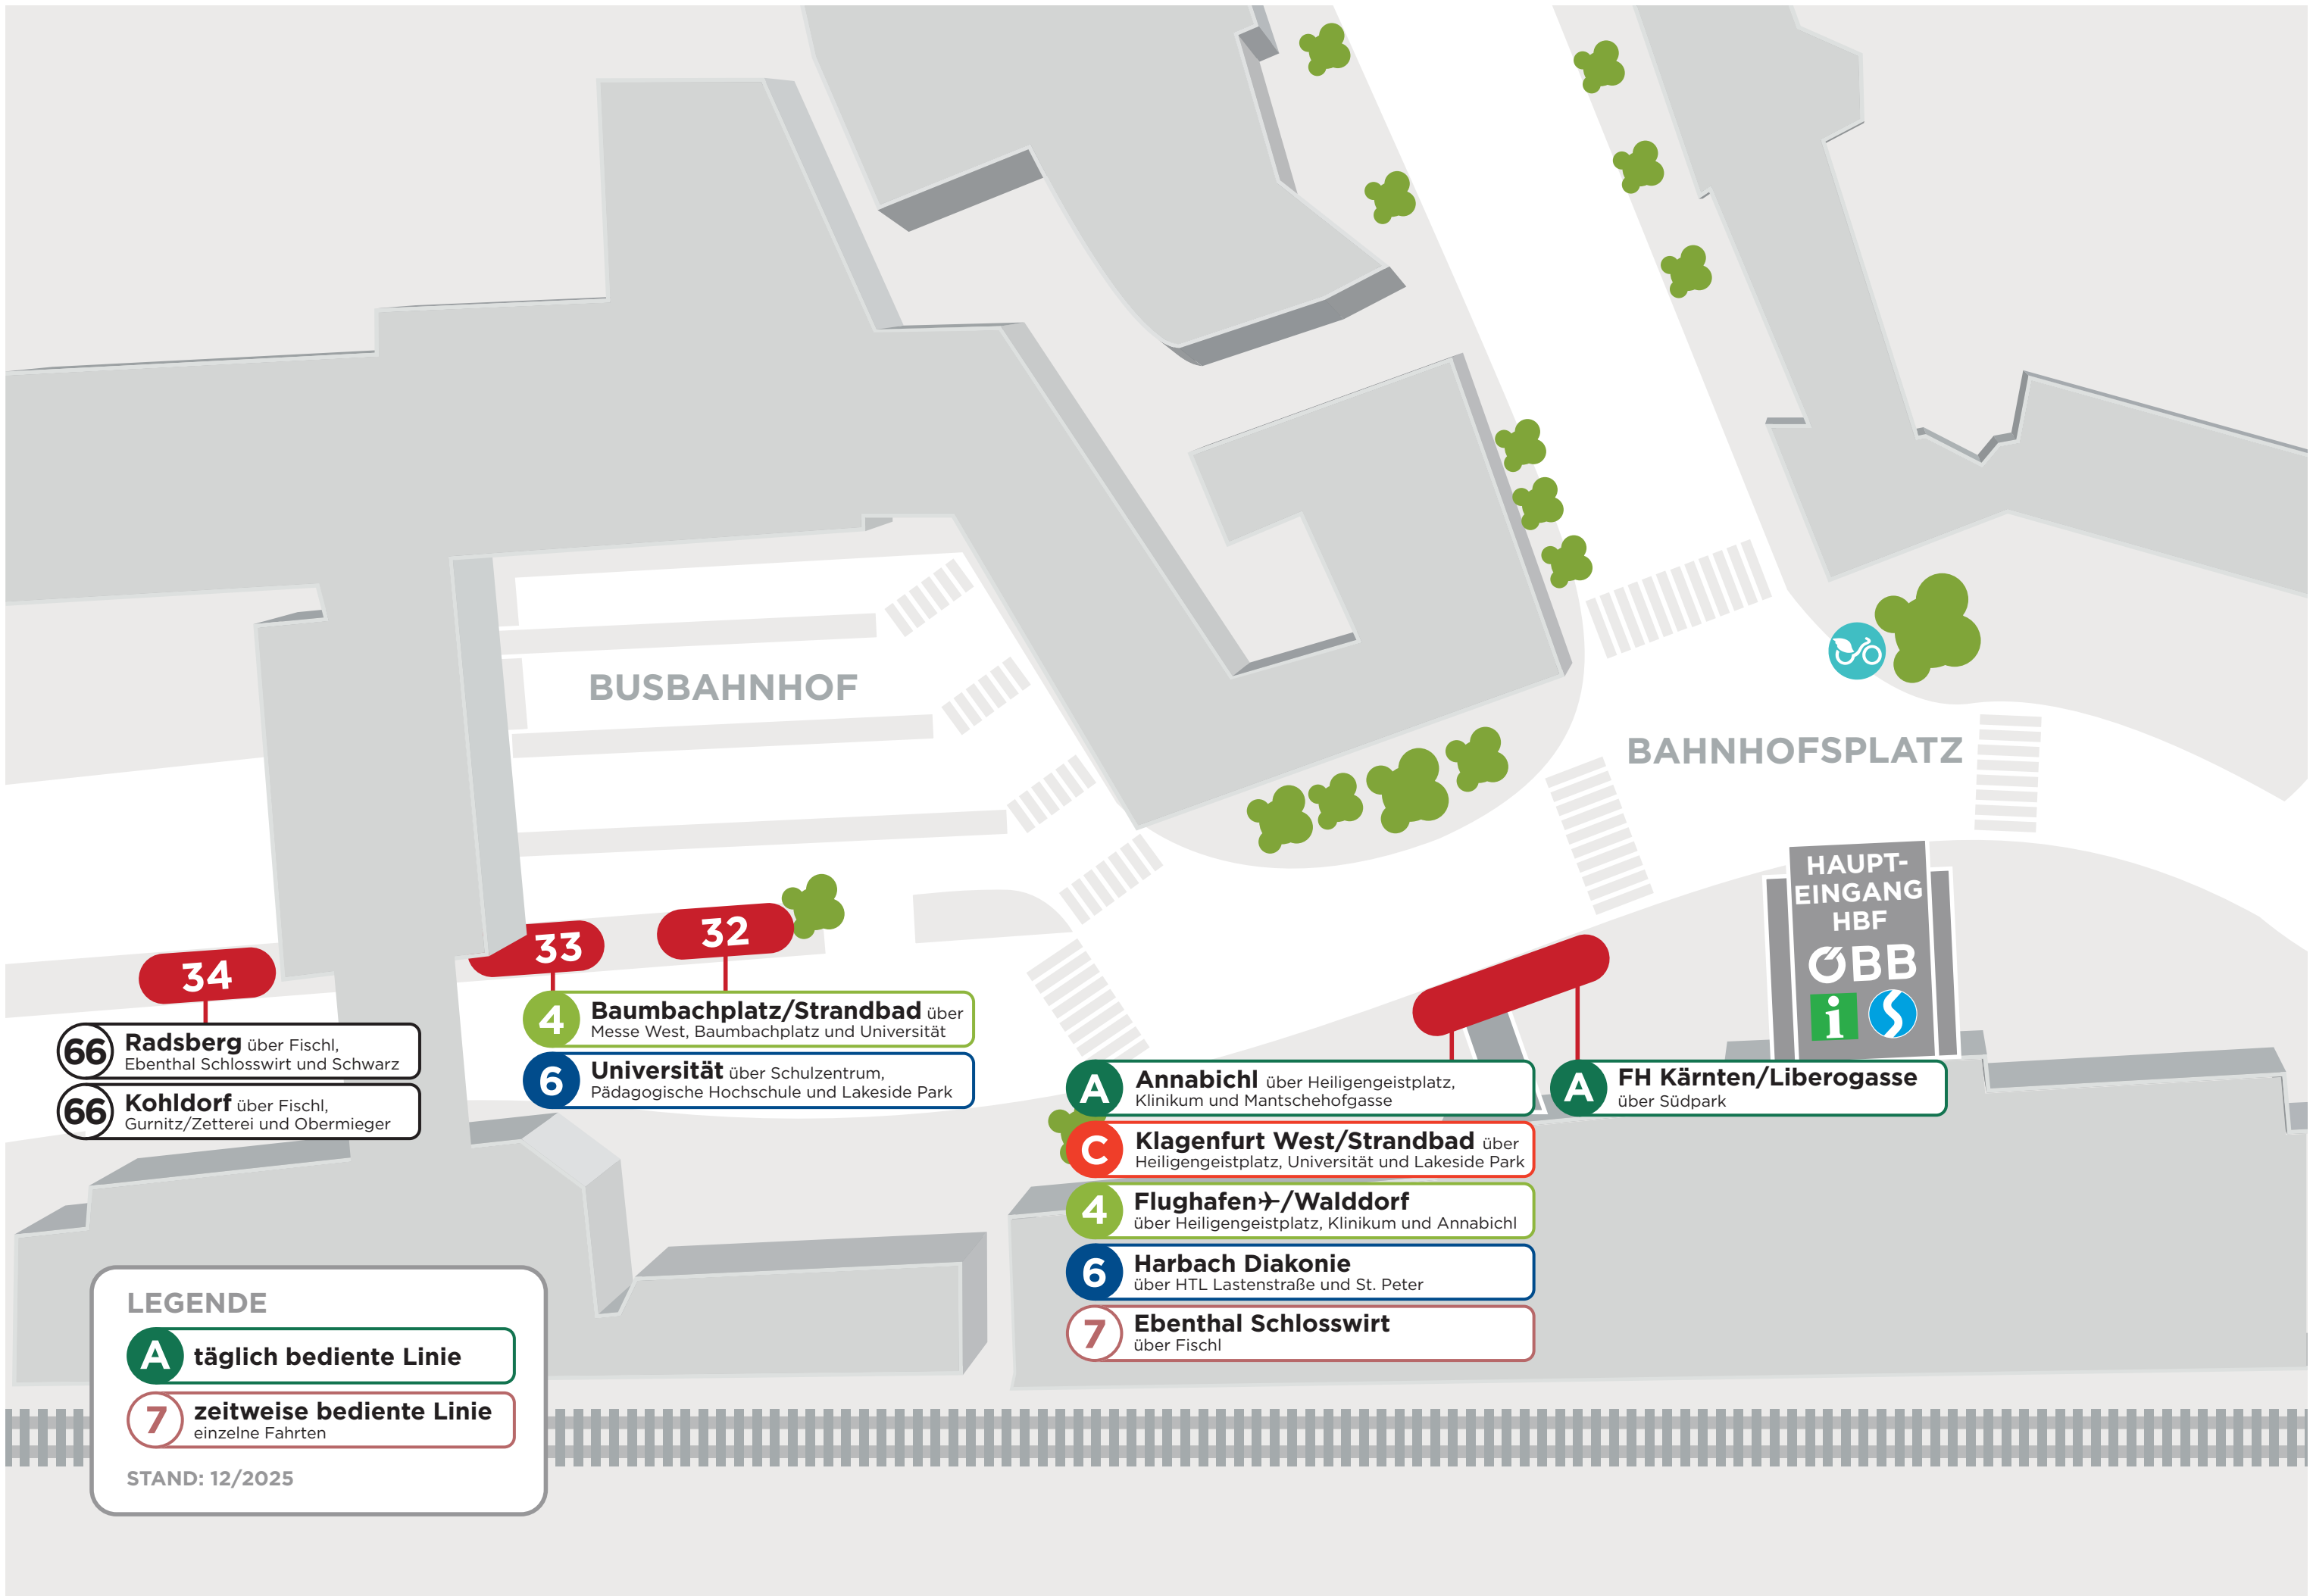 BUSBAHNHOF
BAHNHOFSPLATZ
HAUPT-
EINGANG
HBF
ÖBB
i
S
34
33
32
66 Radsberg über Fischl,
Ebenthal Schlosswirt und Schwarz
66 Kohldorf über Fischl,
Gurnitz/Zetterei und Obermieger
4 Baumbachplatz/Strandbad über
Messe West, Baumbachplatz und Universität
6 Universität über Schulzentrum,
Pädagogische Hochschule und Lakeside Park
A Annabichl über Heiligengeistplatz,
Klinikum und Mantschehofgasse
A FH Kärnten/Liberogasse
über Südpark
C Klagenfurt West/Strandbad über
Heiligengeistplatz, Universität und Lakeside Park
4 Flughafen✈/Walddorf
über Heiligengeistplatz, Klinikum und Annabichl
6 Harbach Diakonie
über HTL Lastenstraße und St. Peter
7 Ebenthal Schlosswirt
über Fischl
LEGENDE
A täglich bediente Linie
7 zeitweise bediente Linie
einzelne Fahrten
STAND: 12/2025